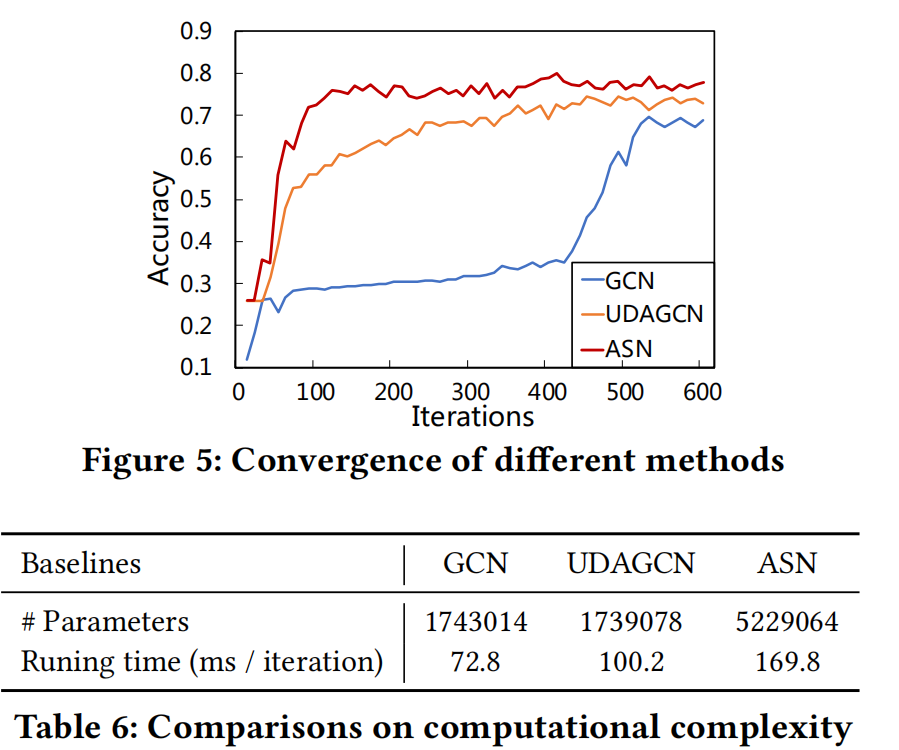 0.9
0.8
0.7
0.6
0.5
0.4
0.3
0.2
0.1
Accuracy
GCN
UDAGCN
ASN
0 100 200 300 400 500 600
Iterations
Figure 5: Convergence of different methods
Baselines GCN UDAGCN ASN
# Parameters 1743014 1739078 5229064
Runing time (ms / iteration) 72.8 100.2 169.8
Table 6: Comparisons on computational complexity